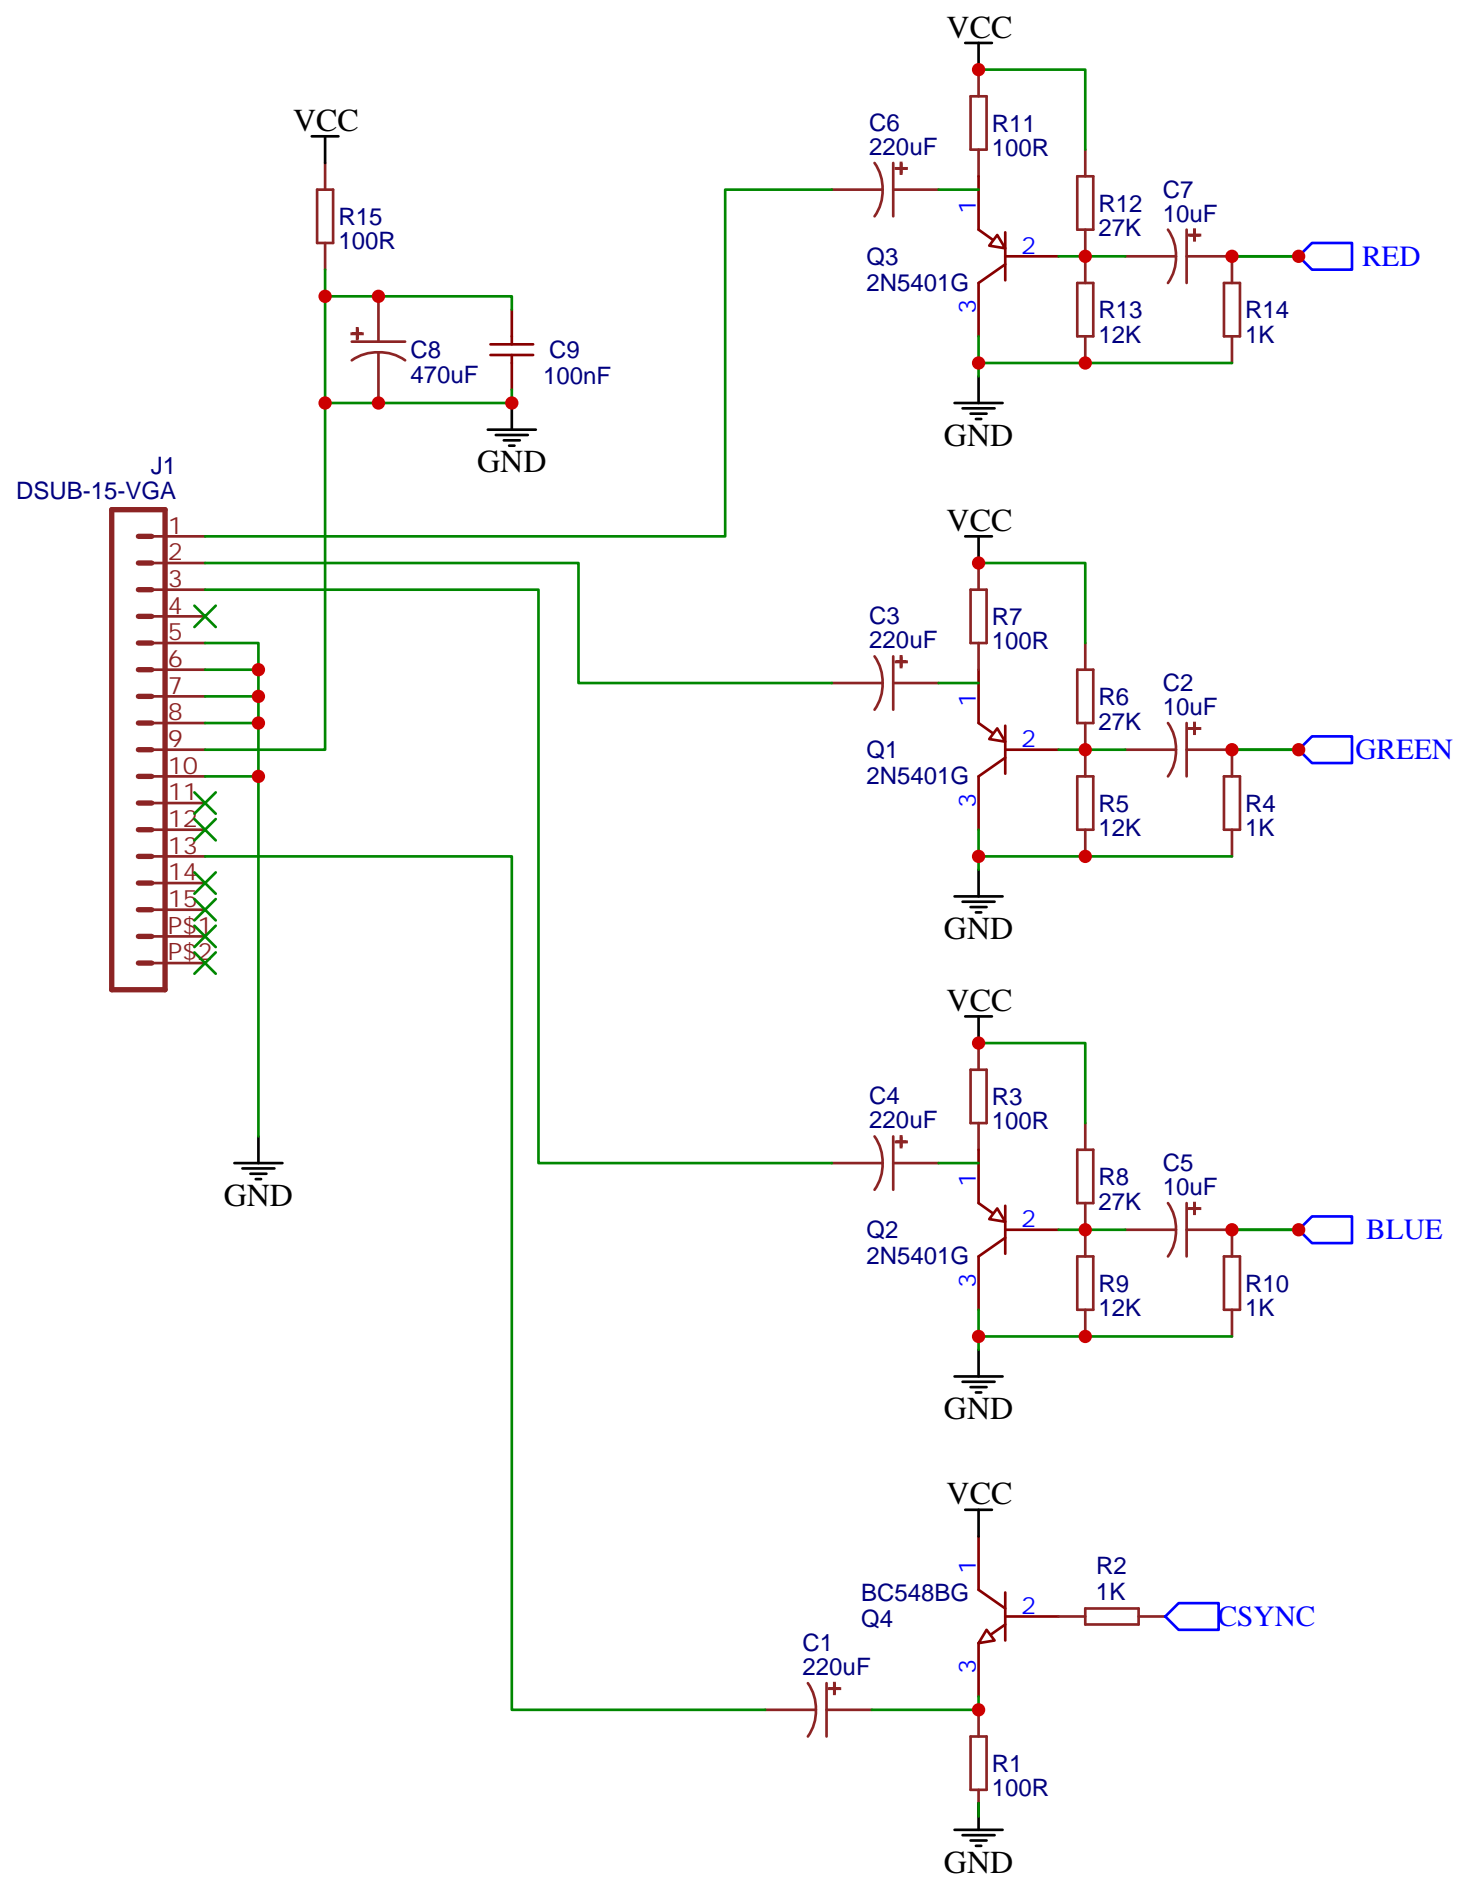 VCC
R11
100R
C6
220uF
R12
27K
C7
10uF
1
2
Q3
2N5401G
3
R13
12K
R14
1K
RED
GND
VCC
R15
100R
C8
470uF
C9
100nF
GND
J1
DSUB-15-VGA
1
2
3
4
5
6
7
8
9
10
11
12
13
14
15
P$1
P$2
GND
VCC
R7
100R
C3
220uF
R6
27K
C2
10uF
1
2
Q1
2N5401G
3
R5
12K
R4
1K
GREEN
GND
VCC
R3
100R
C4
220uF
R8
27K
C5
10uF
1
2
Q2
2N5401G
3
R9
12K
R10
1K
BLUE
GND
VCC
1
BC548BG
Q4
2
R2
1K
CSYNC
3
C1
220uF
R1
100R
GND